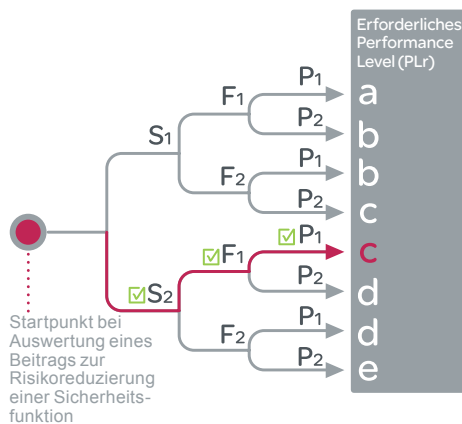 Erforderliches
Performance
Level (PLr)
P1
a
F1
P2
b
S1
P1
b
F2
P2
c
P1
c
F1
P2
d
S2
P1
d
F2
P2
e
Startpunkt bei
Auswertung eines
Beitrags zur
Risikoreduzierung
einer Sicherheits-
funktion